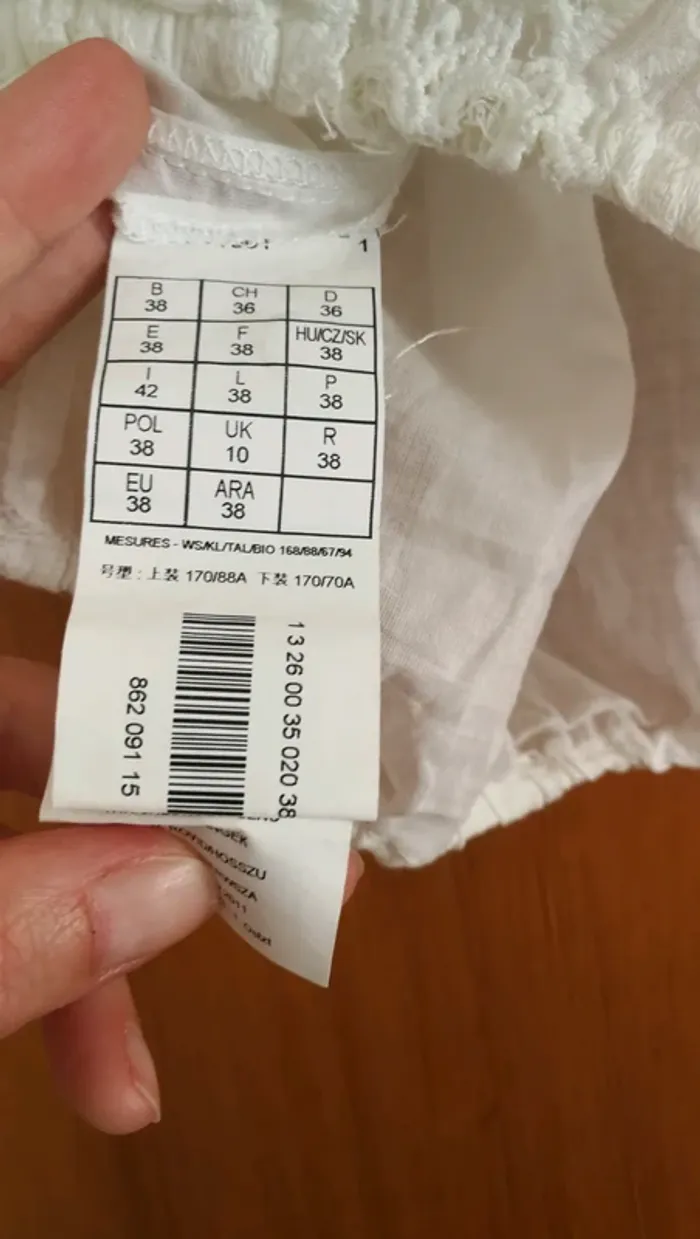 1
B CH D
38 36 36
E F HU/CZ/SK
38 38 38
I L P
42 38 38
POL UK R
38 10 38
EU ARA
38 38
MESURES - WS/KL/TAL/BIO 168/88/67/94
号型 : 上装 170/88A 下装 170/70A
862 091 15
13 26 00 35 020 38